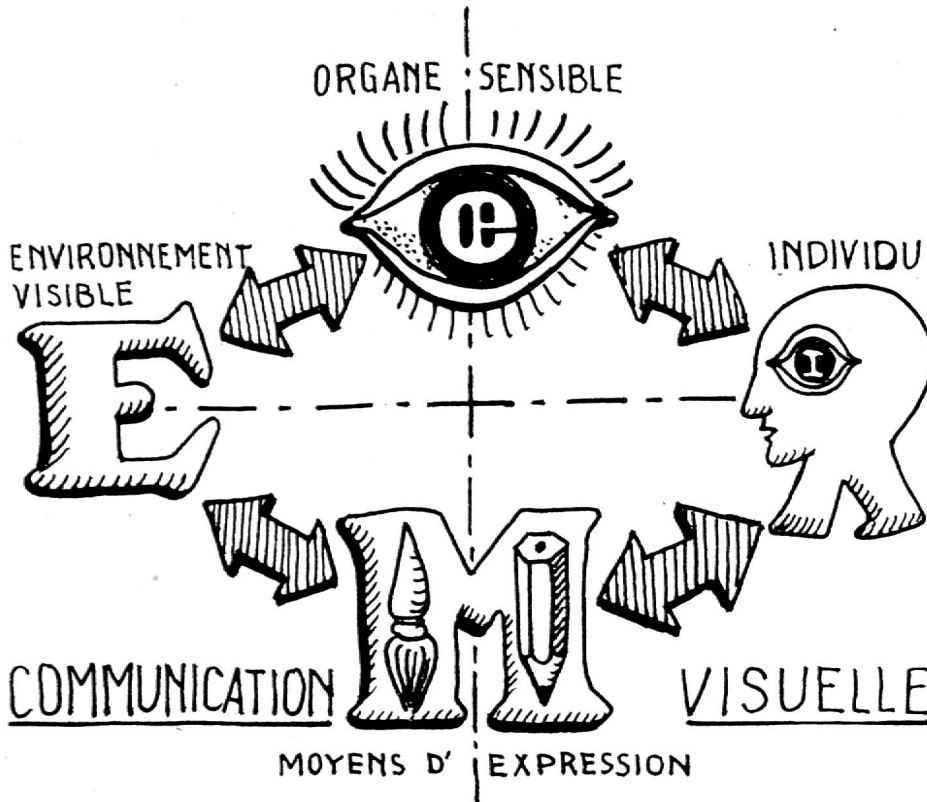 ORGANE SENSIBLE
ENVIRONNEMENT
VISIBLE
INDIVIDU
E
I
M
COMMUNICATION VISUELLE
MOYENS D' EXPRESSION